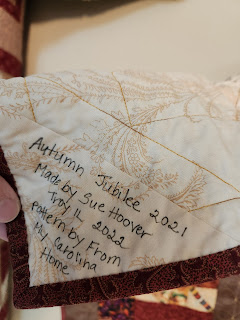 Autumn Jubilee 2021
Made by Sue Hoover
Troy IL 2022
Pattern by From
My Carolina
Home